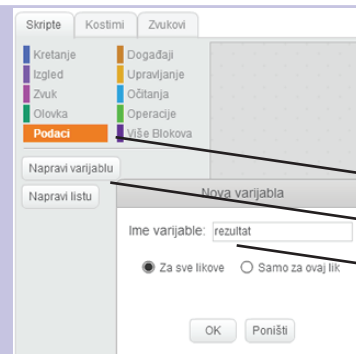 Skripte Kostimi Zvukovi
Kretanje Događaji
Izgled Upravljanje
Zvuk Očitanja
Olovka Operacije
Podaci Više Blokova
Napravi varijablu
Napravi listu
Nova varijabla
Ime varijable: rezultat
Za sve likove Samo za ovaj lik
OK Poništi